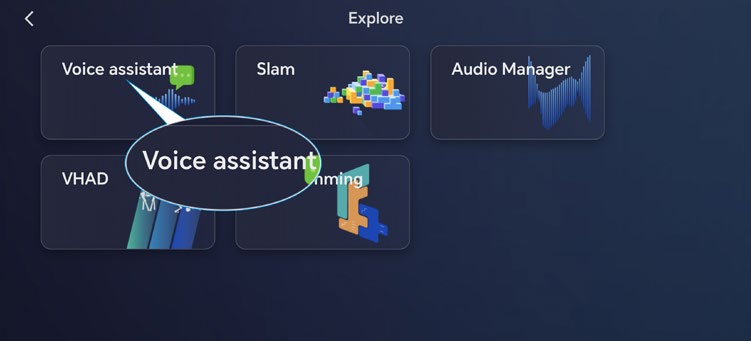 Explore
Voice assistant
Slam
Audio Manager
Voice assistant
VHAD
mming